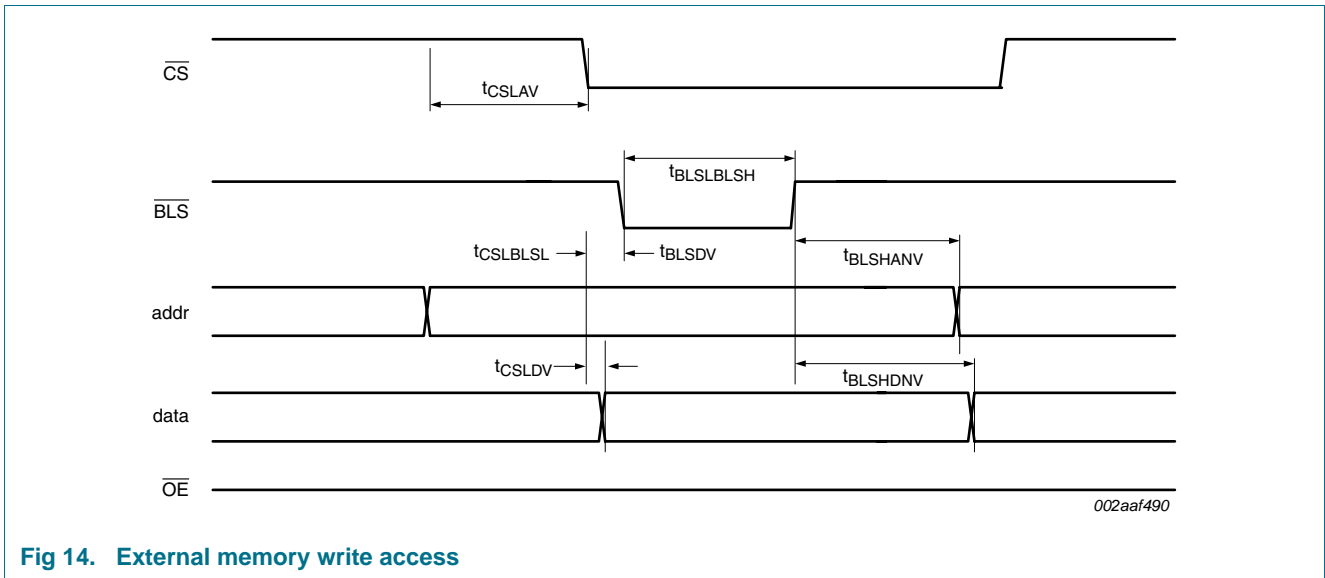 CS
tCSLAV
tBLSLBLSH
BLS
tCSLBLSL
tBLSDV
tBLSHANV
addr
tCSLDV
tBLSHDNV
data
OE
002aaf490
Fig 14. External memory write access